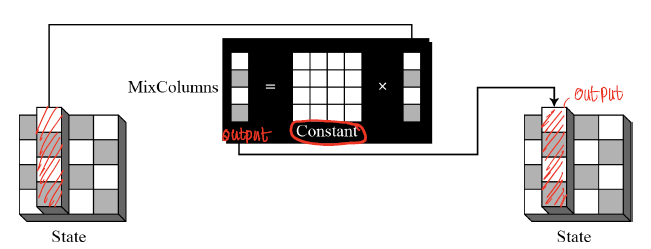 output
MixColumns = ×
output Constant
State State